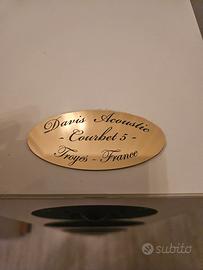 Davis Acoustic
- Courbet 5 -
Troyes - France
subito